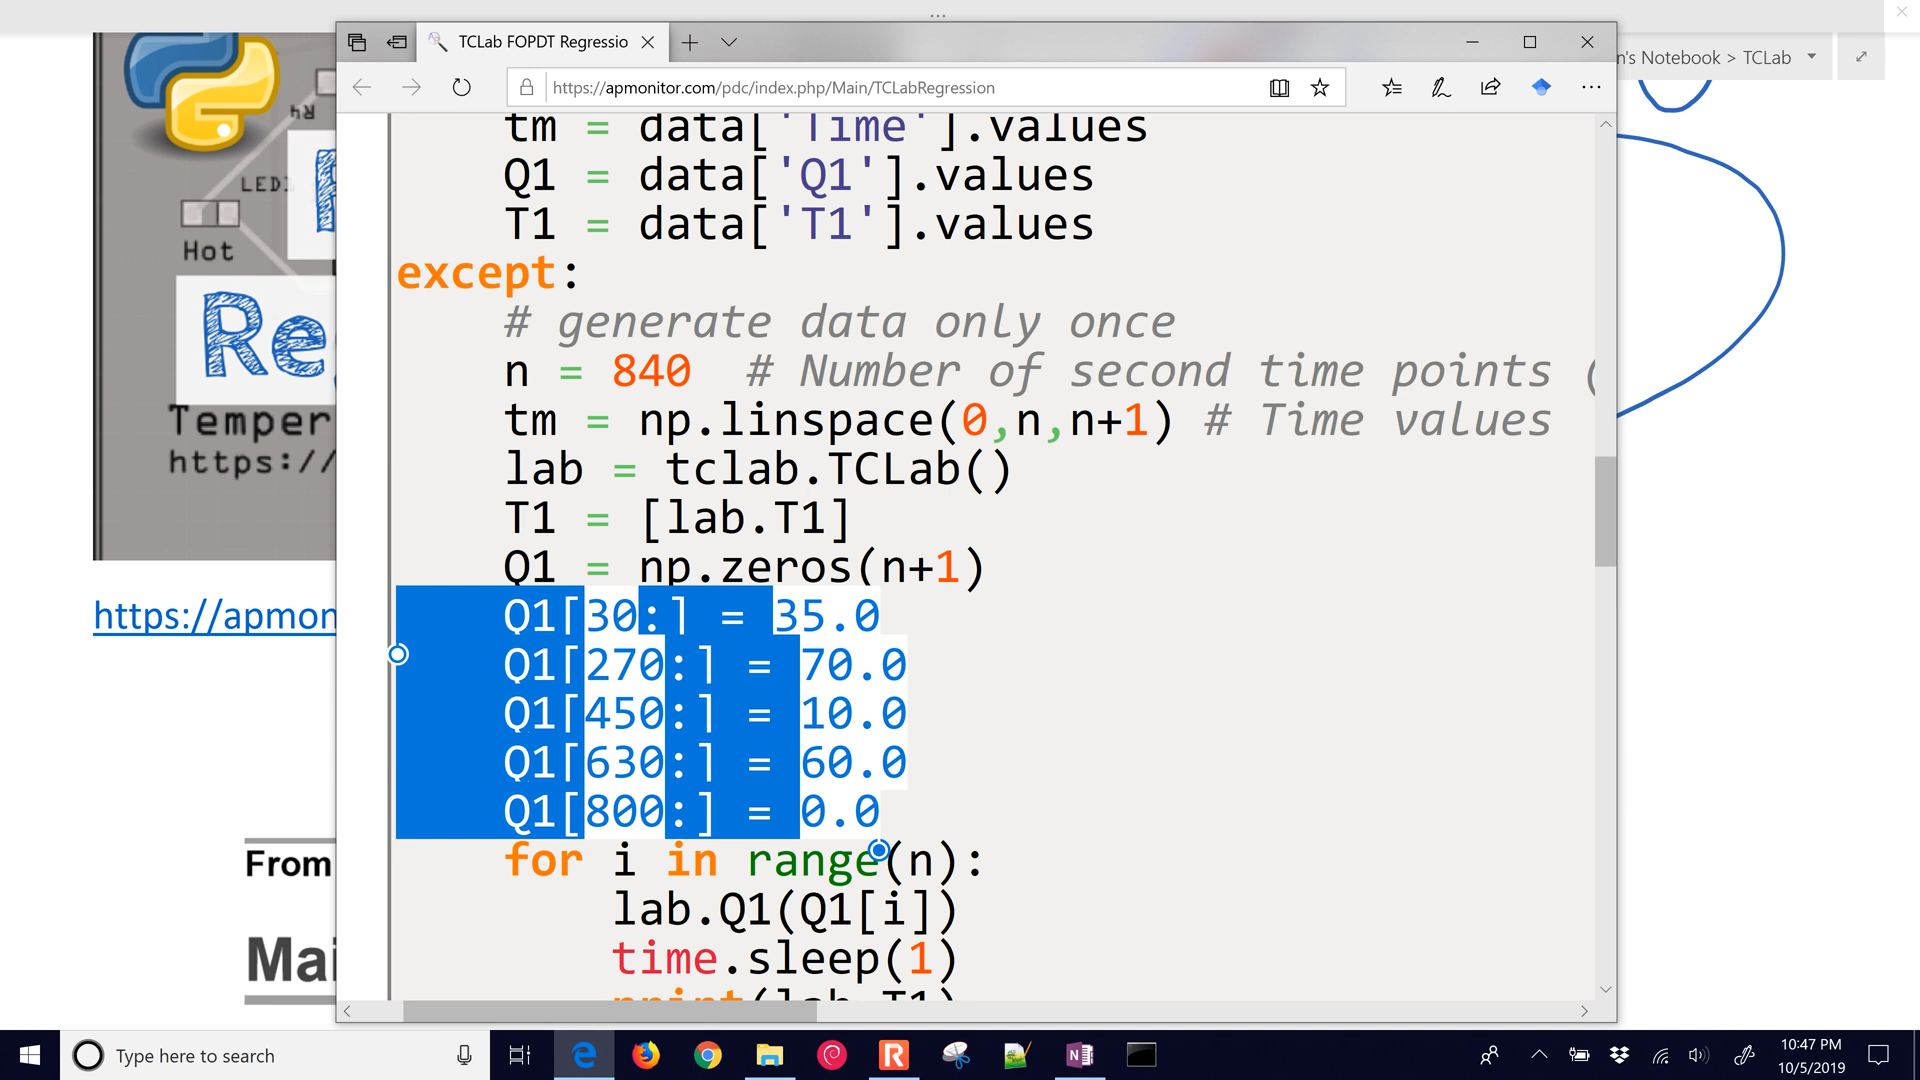 ...
n's Notebook > TCLab
TCLab FOPDT Regressio
https://apmonitor.com/pdc/index.php/Main/TCLabRegression
R4
LED1
Hot
Re
Temper
https://
https://apmon
From
Mai
tm = data['Time'].values
Q1 = data['Q1'].values
T1 = data['T1'].values
except:
# generate data only once
n = 840 # Number of second time points (
tm = np.linspace(0,n,n+1) # Time values
lab = tclab.TCLab()
T1 = [lab.T1]
Q1 = np.zeros(n+1)
Q1[30:] = 35.0
Q1[270:] = 70.0
Q1[450:] = 10.0
Q1[630:] = 60.0
Q1[800:] = 0.0
for i in range(n):
lab.Q1(Q1[i])
time.sleep(1)
print(lab.T1)
Type here to search
10:47 PM
10/5/2019